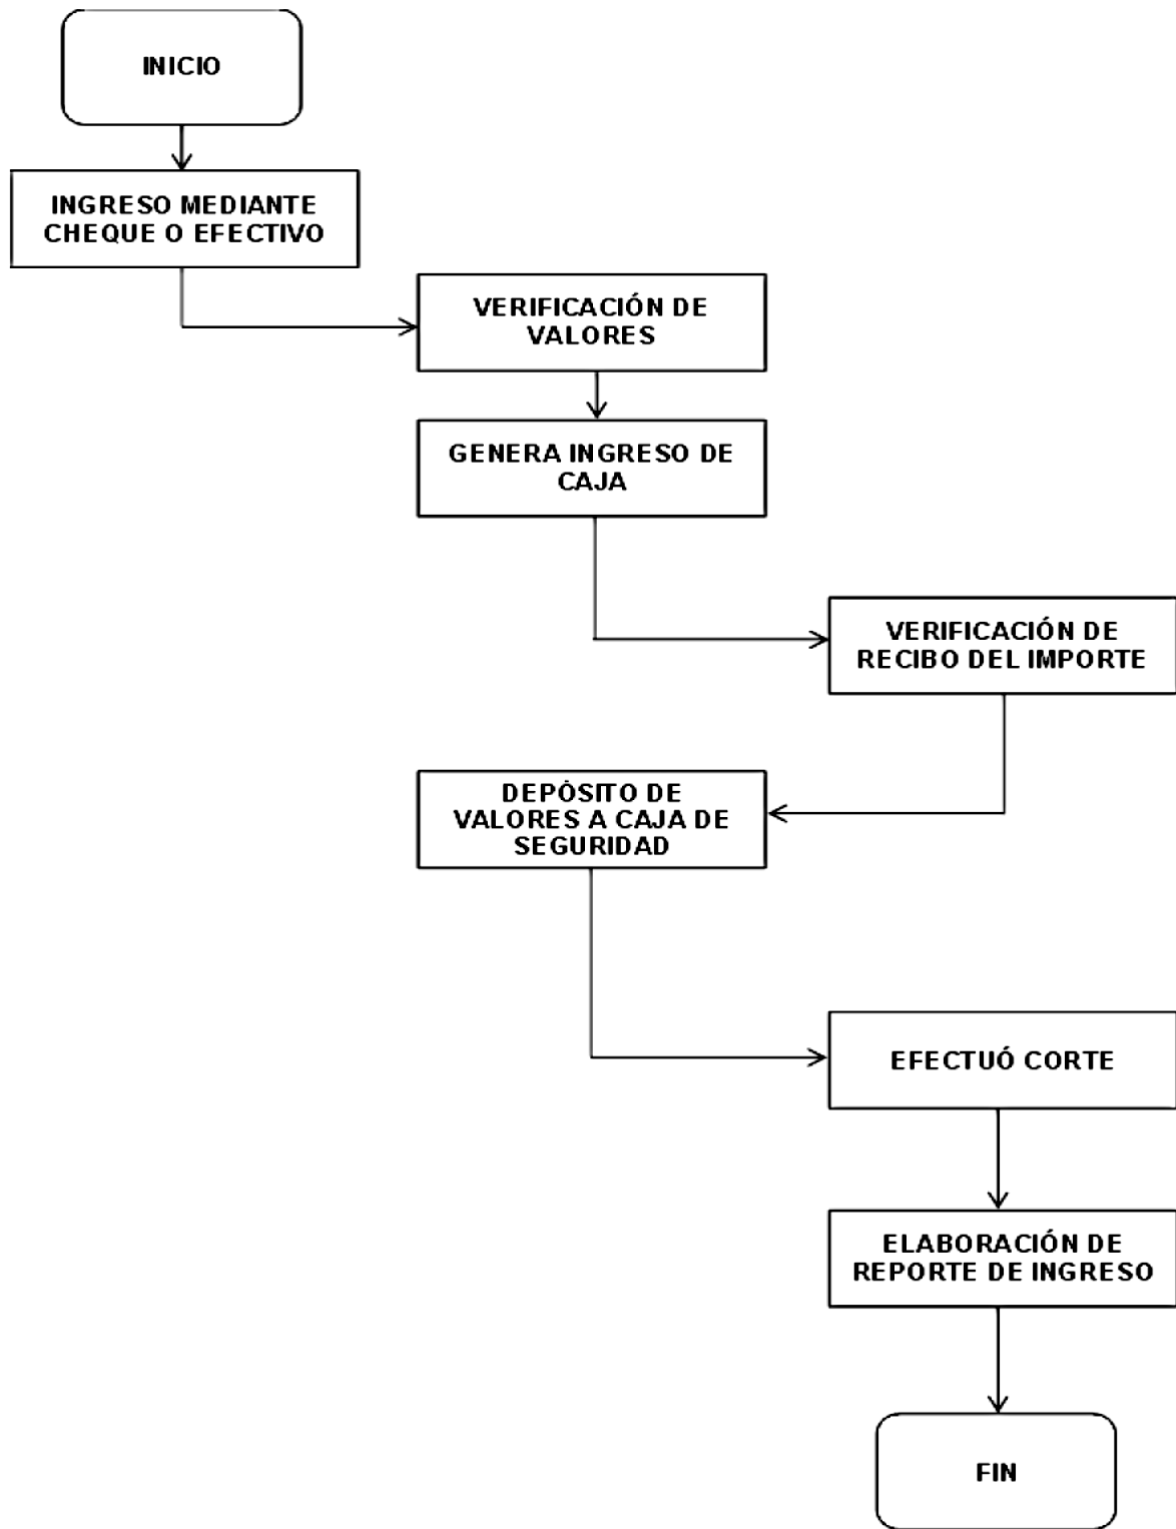 INICIO
INGRESO MEDIANTE
CHEQUE O EFECTIVO
VERIFICACIÓN DE
VALORES
GENERA INGRESO DE
CAJA
VERIFICACIÓN DE
RECIBO DEL IMPORTE
DEPÓSITO DE
VALORES A CAJA DE
SEGURIDAD
EFECTUÓ CORTE
ELABORACIÓN DE
REPORTE DE INGRESO
FIN